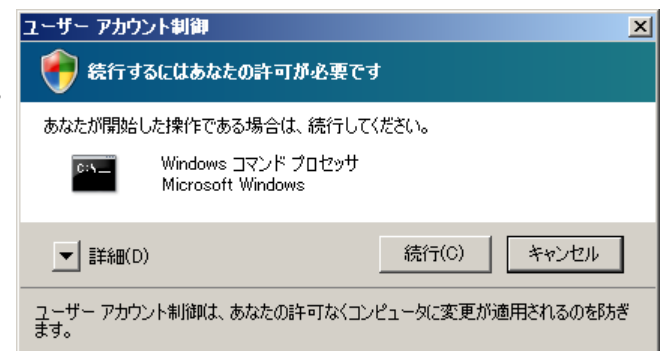 ユーザー アカウント制御
続行するにはあなたの許可が必要です
あなたが開始した操作である場合は、続行してください。
C:\_
Windows コマンド プロセッサ
Microsoft Windows
詳細(D)
続行(C)
キャンセル
ユーザー アカウント制御は、あなたの許可なくコンピュータに変更が適用されるのを防ぎ
ます。